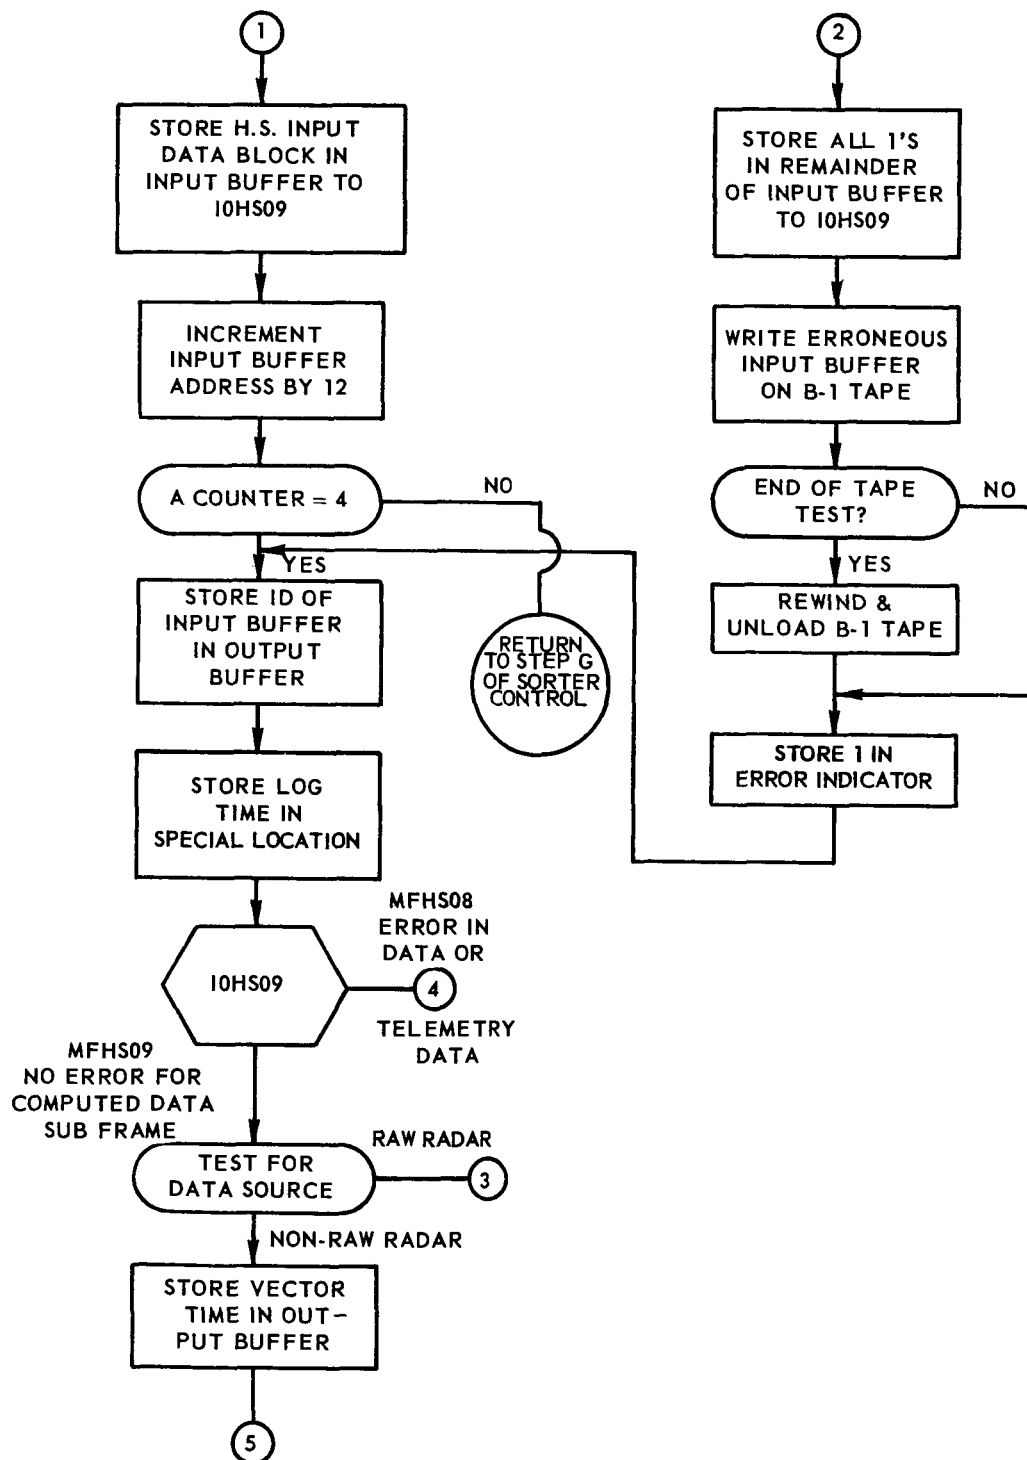 1
STORE H.S. INPUT
DATA BLOCK IN
INPUT BUFFER TO
IOHS09
INCREMENT
INPUT BUFFER
ADDRESS BY 12
A COUNTER = 4
NO
YES
STORE ID OF
INPUT BUFFER
IN OUTPUT
BUFFER
RETURN
TO STEP G
OF SORTER
CONTROL
STORE LOG
TIME IN
SPECIAL LOCATION
IOHS09
MFHS08
ERROR IN
DATA OR
4
TELEMETRY
DATA
MFHS09
NO ERROR FOR
COMPUTED DATA
SUB FRAME
TEST FOR
DATA SOURCE
RAW RADAR
3
NON-RAW RADAR
STORE VECTOR
TIME IN OUT-
PUT BUFFER
5
2
STORE ALL 1'S
IN REMAINDER
OF INPUT BUFFER
TO IOHS09
WRITE ERRONEOUS
INPUT BUFFER
ON B-1 TAPE
END OF TAPE
TEST?
NO
YES
REWIND &
UNLOAD B-1 TAPE
STORE 1 IN
ERROR INDICATOR